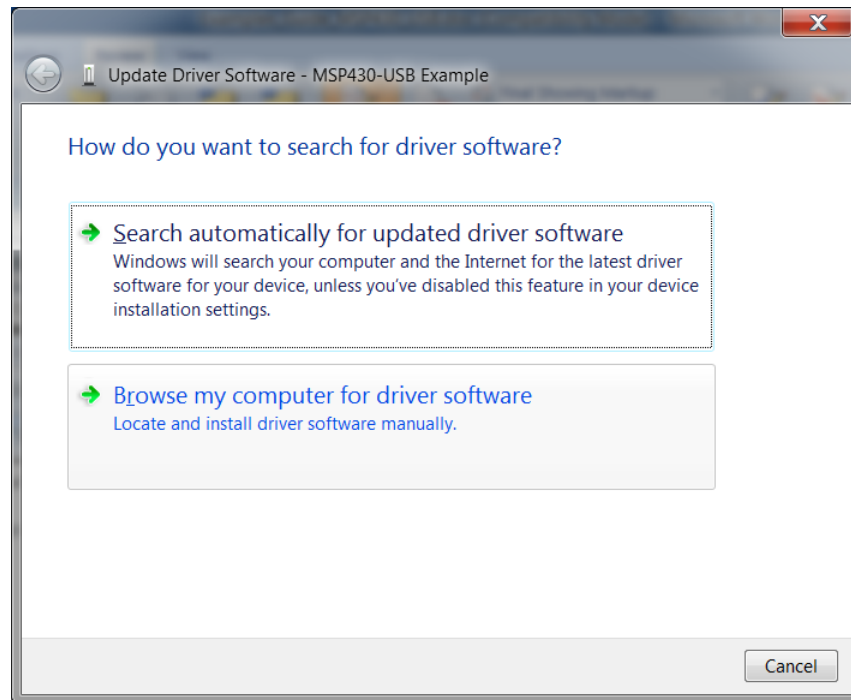 Update Driver Software - MSP430-USB Example
How do you want to search for driver software?
Search automatically for updated driver software
Windows will search your computer and the Internet for the latest driver
software for your device, unless you've disabled this feature in your device
installation settings.
Browse my computer for driver software
Locate and install driver software manually.
Cancel